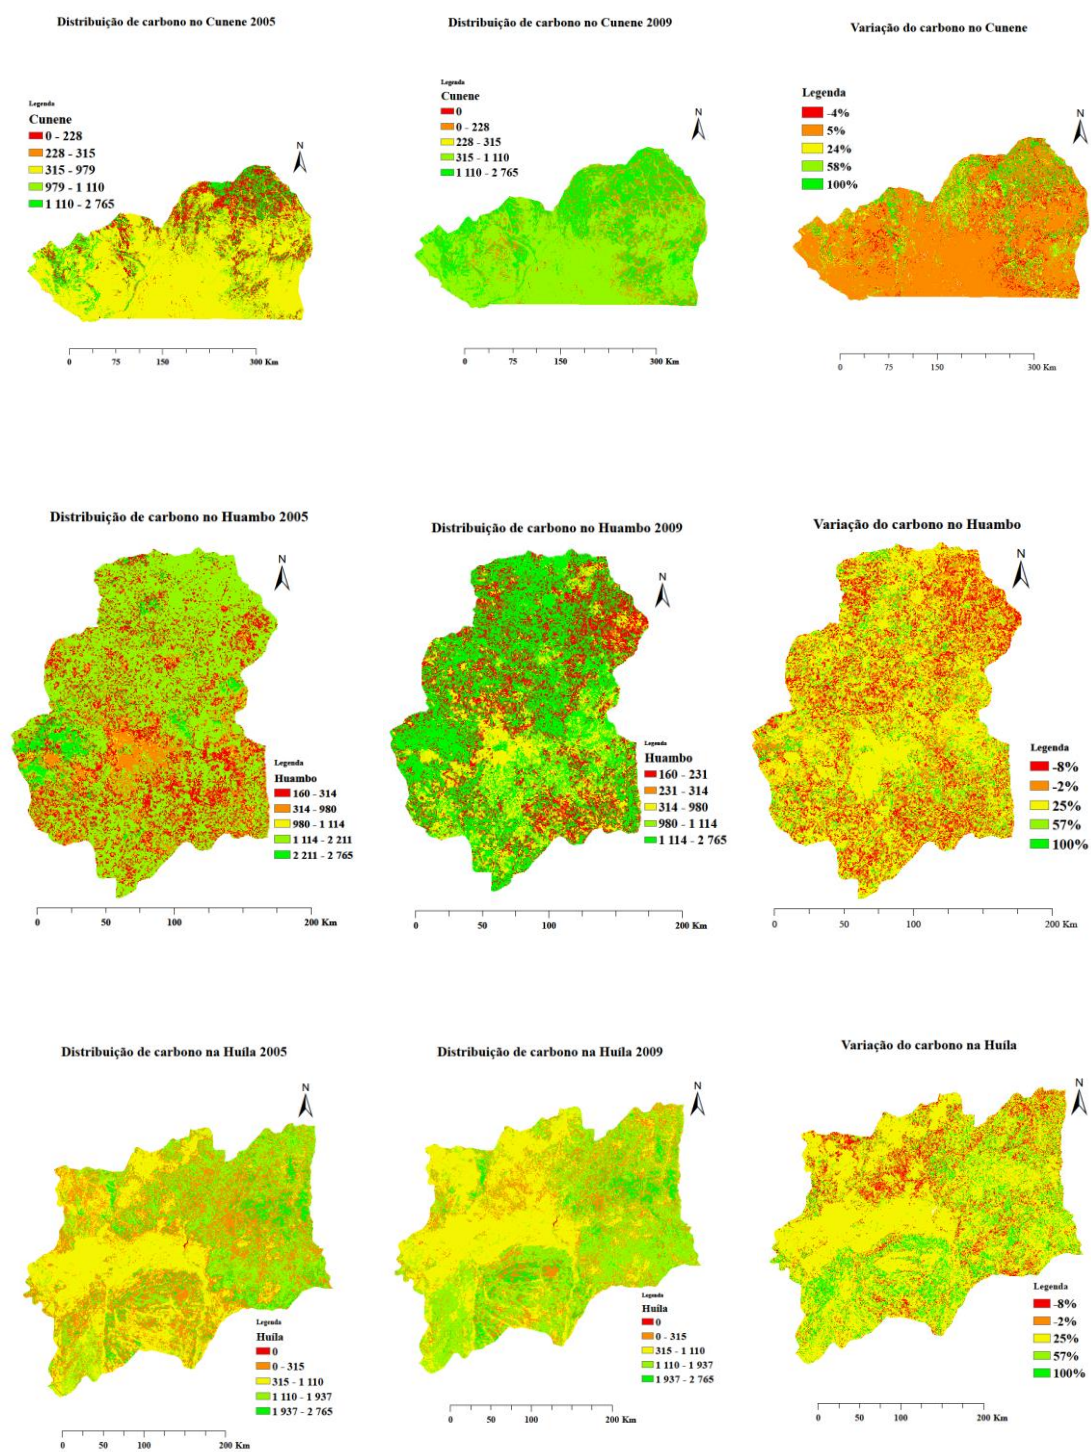 Distribuição de carbono no Cunene 2005
Legenda
Cunene
0 - 228
228 - 315
315 - 979
979 - 1 110
1 110 - 2 765
N
0 75 150 300 Km
Distribuição de carbono no Cunene 2009
Legenda
Cunene
0
0 - 228
228 - 315
315 - 1 110
1 110 - 2 765
N
0 75 150 300 Km
Variação do carbono no Cunene
Legenda
-4%
5%
24%
58%
100%
N
0 75 150 300 Km
Distribuição de carbono no Huambo 2005
N
Legenda
Huambo
160 - 314
314 - 980
980 - 1 114
1 114 - 2 211
2 211 - 2 765
0 50 100 200 Km
Distribuição de carbono no Huambo 2009
N
Legenda
Huambo
160 - 231
231 - 314
314 - 980
980 - 1 114
1 114 - 2 765
0 50 100 200 Km
Variação do carbono no Huambo
N
Legenda
-8%
-2%
25%
57%
100%
0 50 100 200 Km
Distribuição de carbono na Huíla 2005
N
Legenda
Huíla
0
0 - 315
315 - 1 110
1 110 - 1 937
1 937 - 2 765
0 50 100 200 Km
Distribuição de carbono na Huíla 2009
N
Legenda
Huíla
0
0 - 315
315 - 1 110
1 110 - 1 937
1 937 - 2 765
0 50 100 200 Km
Variação do carbono na Huíla
N
Legenda
-8%
-2%
25%
57%
100%
0 50 100 200 Km